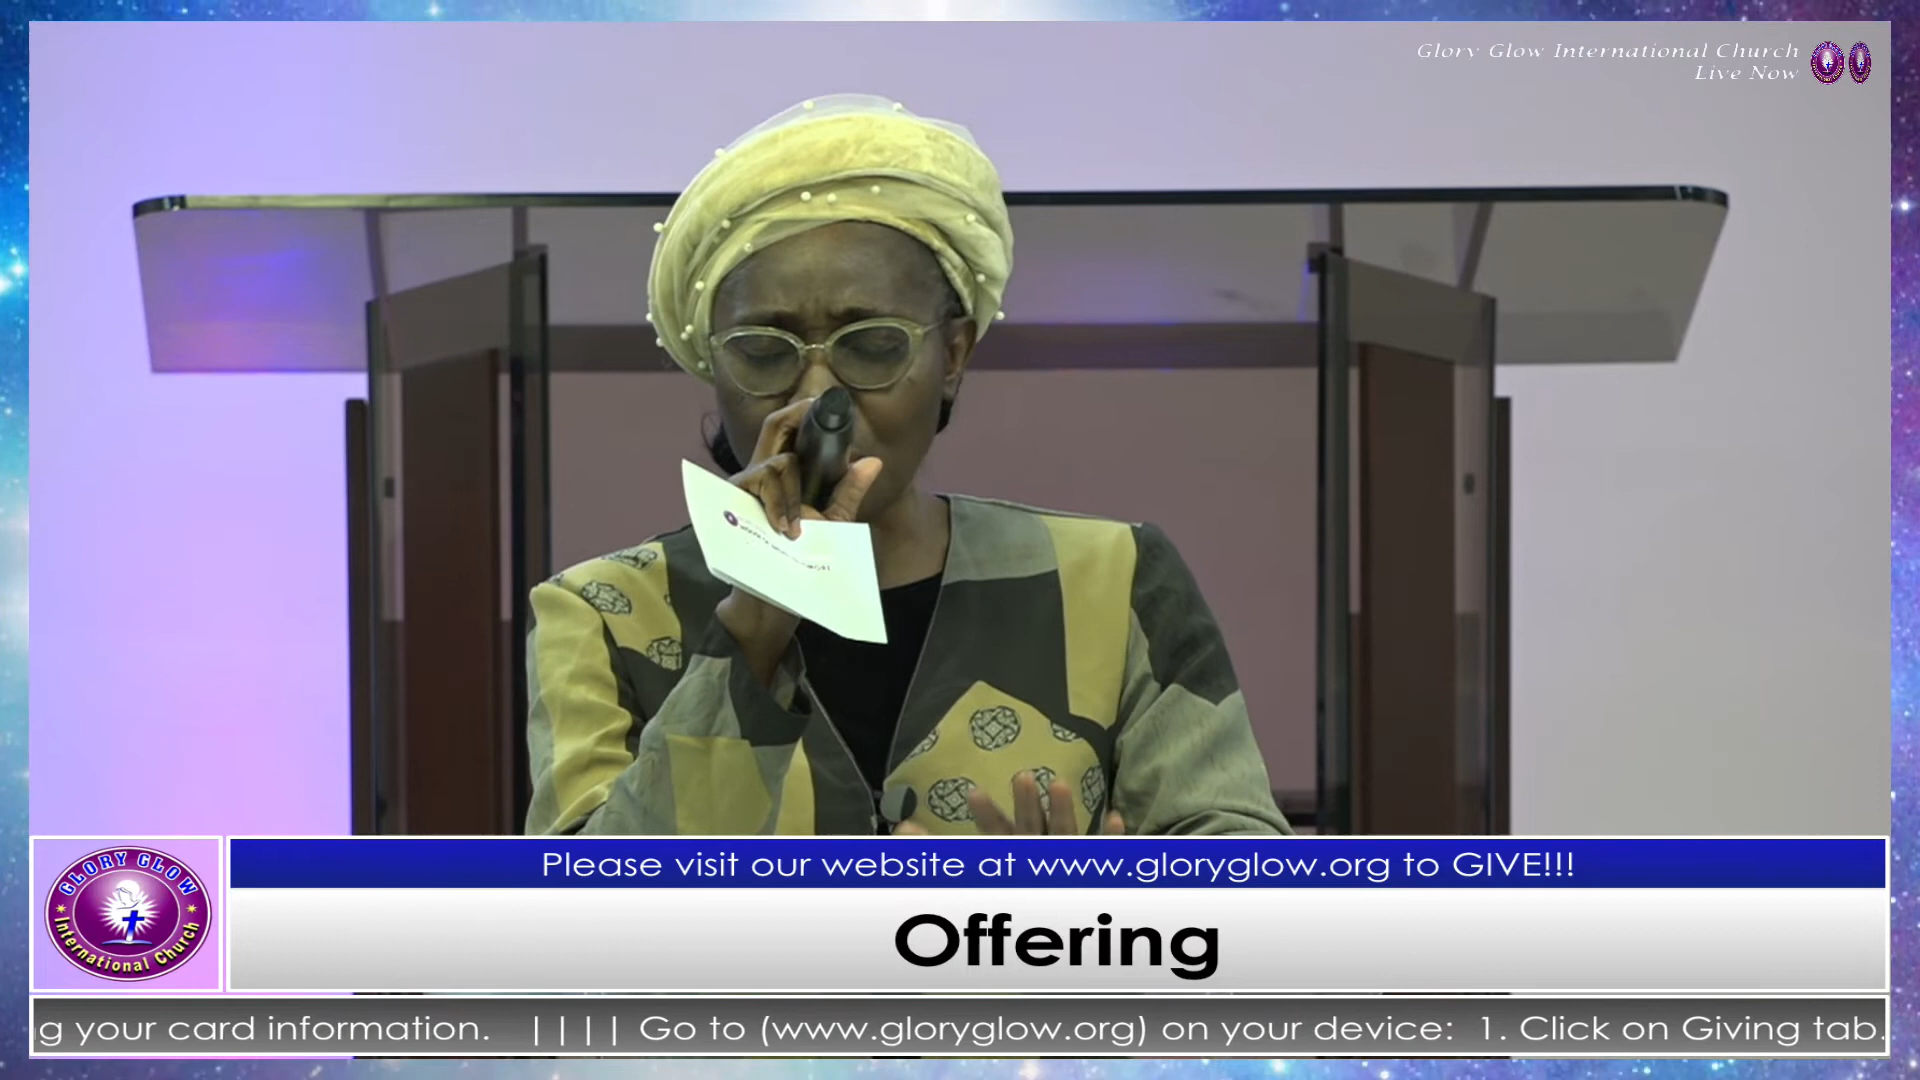 Glory Glow International Church
Live Now
Please visit our website at www.gloryglow.org to GIVE!!!
GLORY GLOW
International Church
Offering
g your card information. | | | | Go to (www.gloryglow.org) on your device: 1. Click on Giving tab.